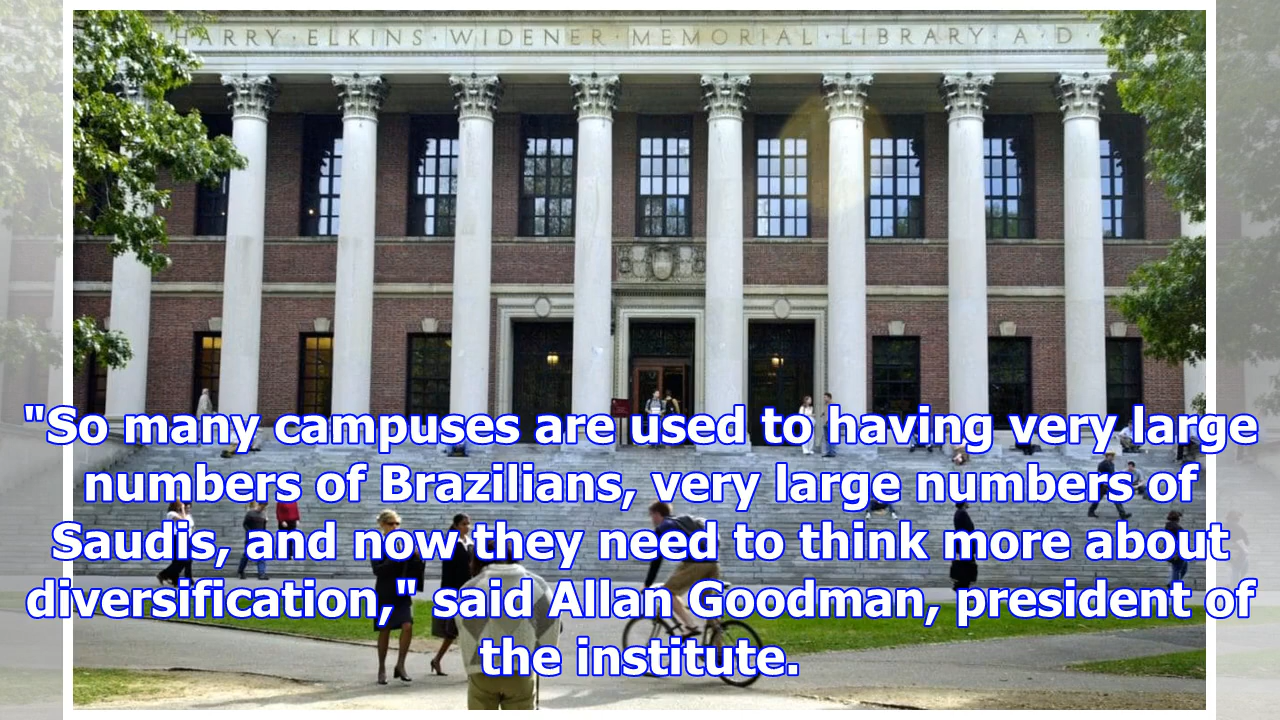 HARRY·ELKINS·WIDENER·MEMORIAL·LIBRARY·A·D·
"So many campuses are used to having very large
numbers of Brazilians, very large numbers of
Saudis, and now they need to think more about
diversification," said Allan Goodman, president of
the institute.